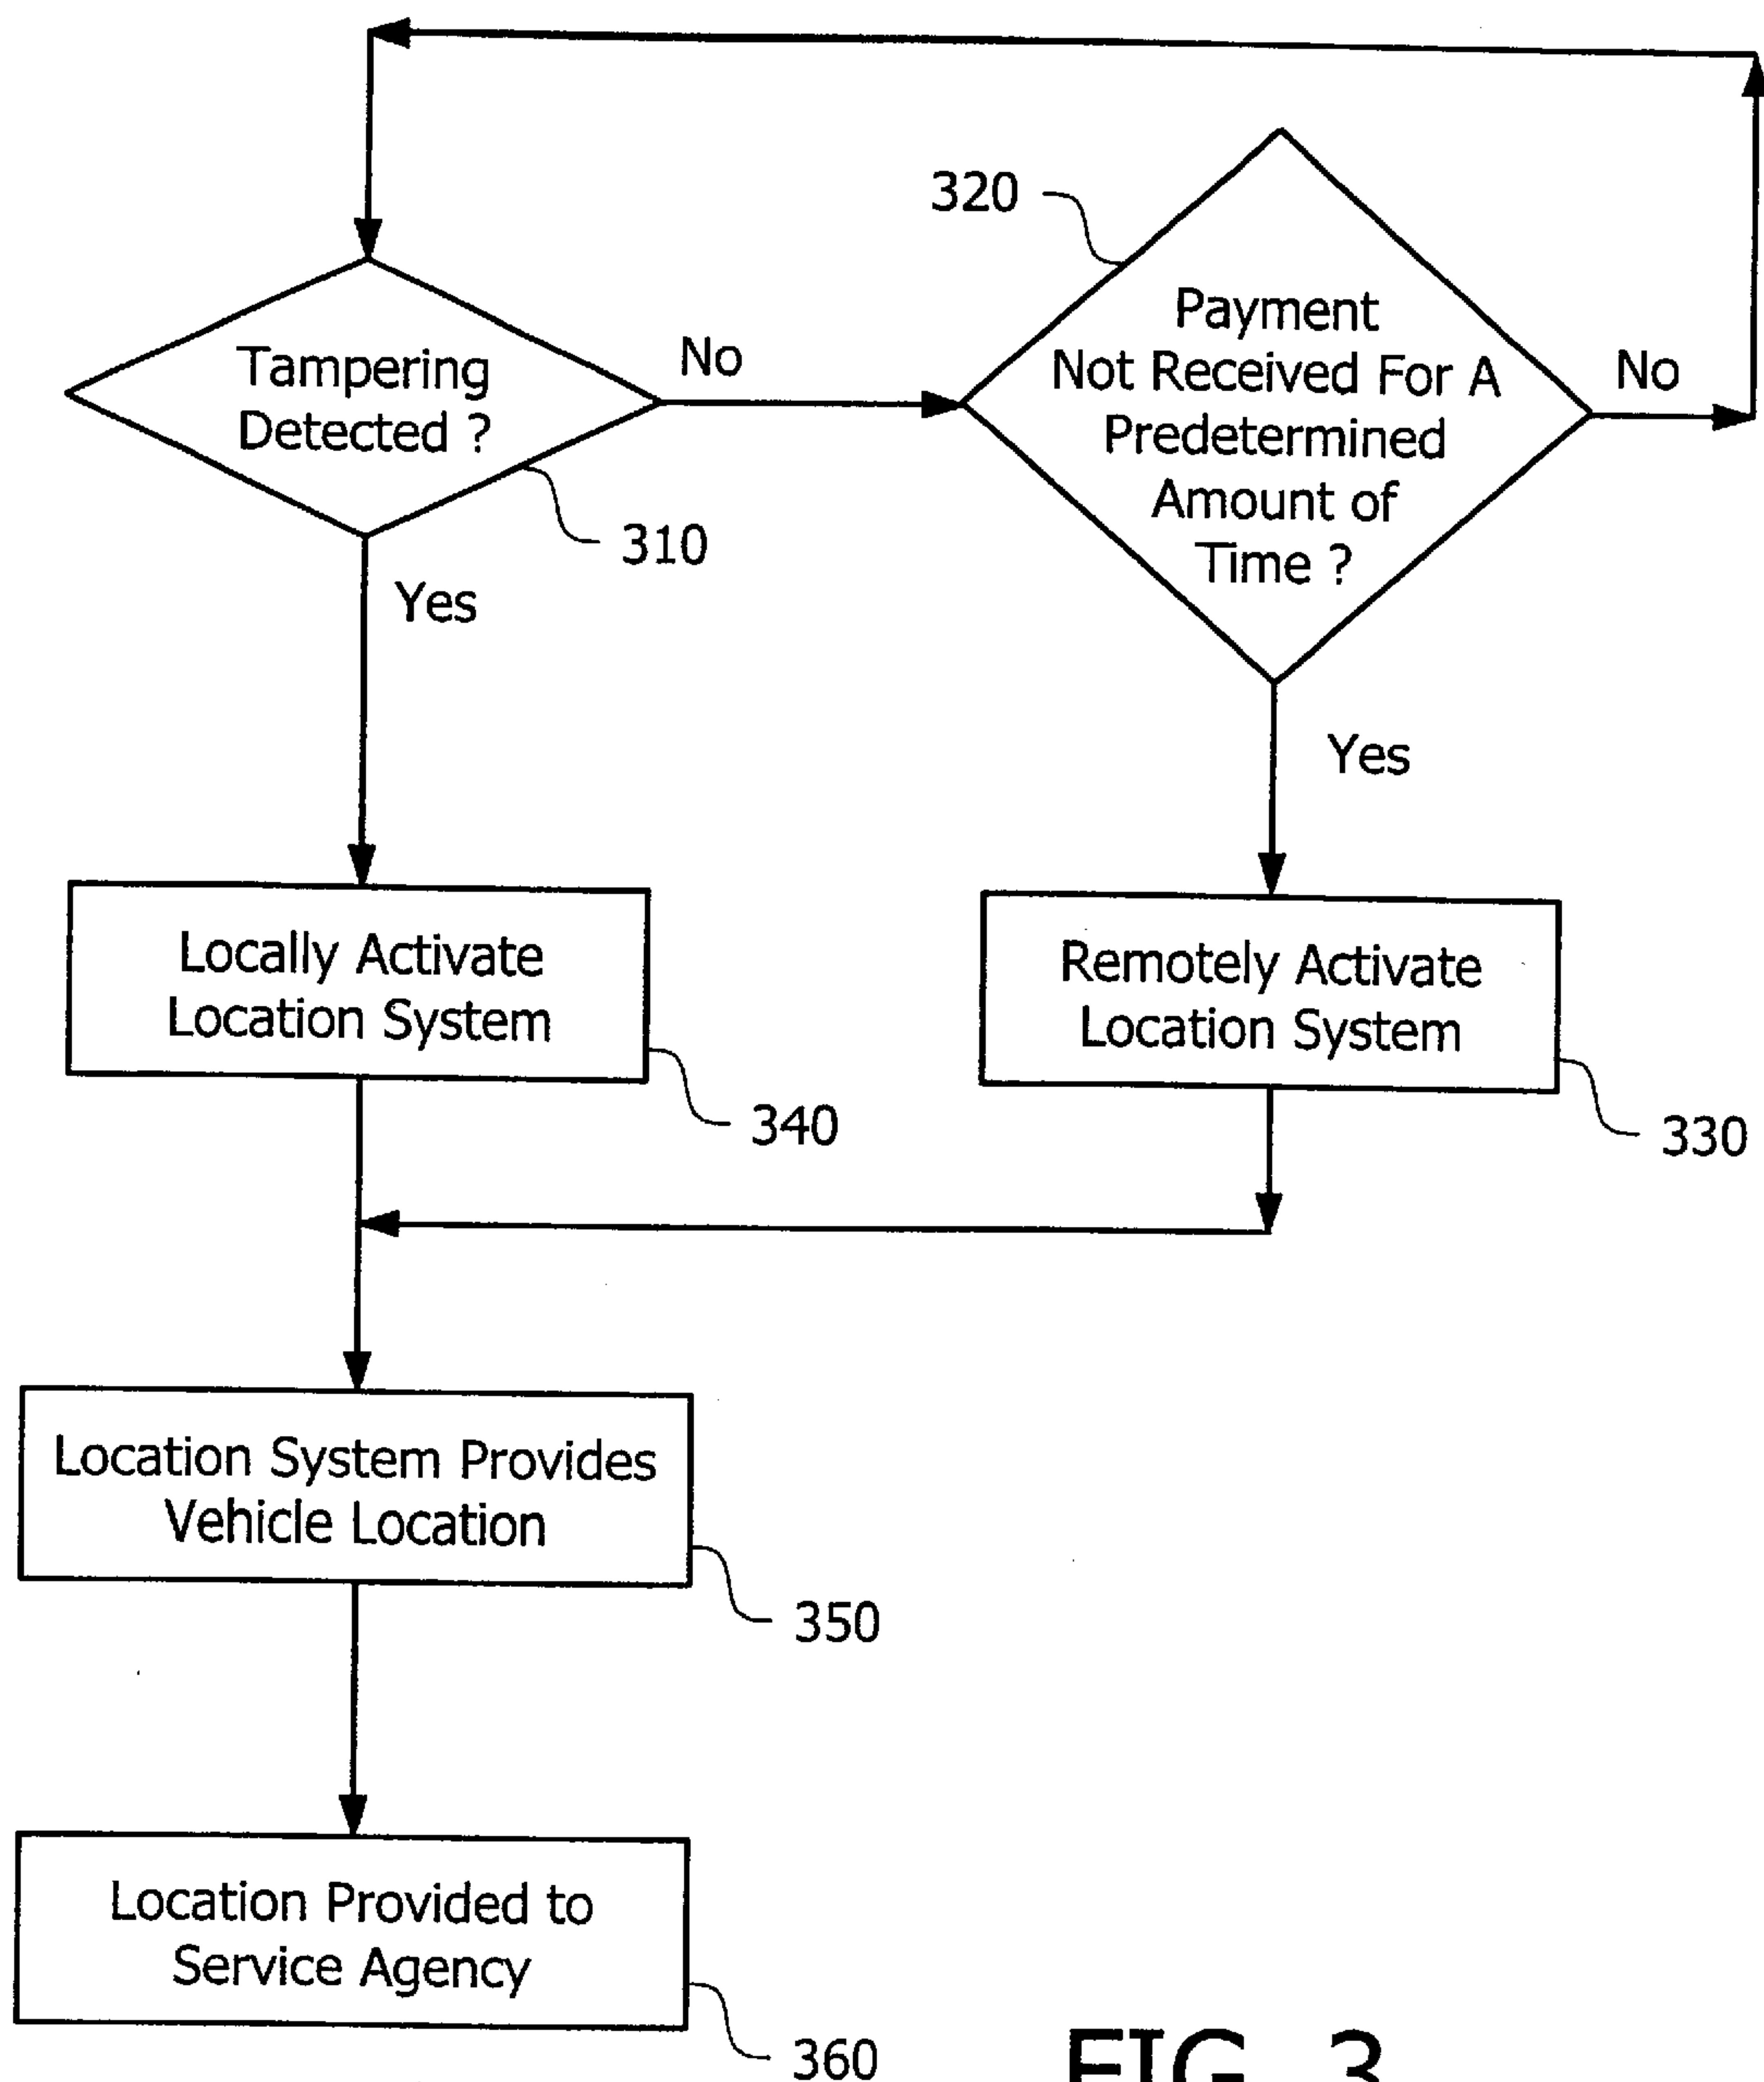 320
Tampering
Detected ?
No
Payment
Not Received For A
Predetermined
Amount of
Time ?
No
310
Yes
Yes
Locally Activate
Location System
340
Remotely Activate
Location System
330
Location System Provides
Vehicle Location
350
Location Provided to
Service Agency
360
FIG. 3